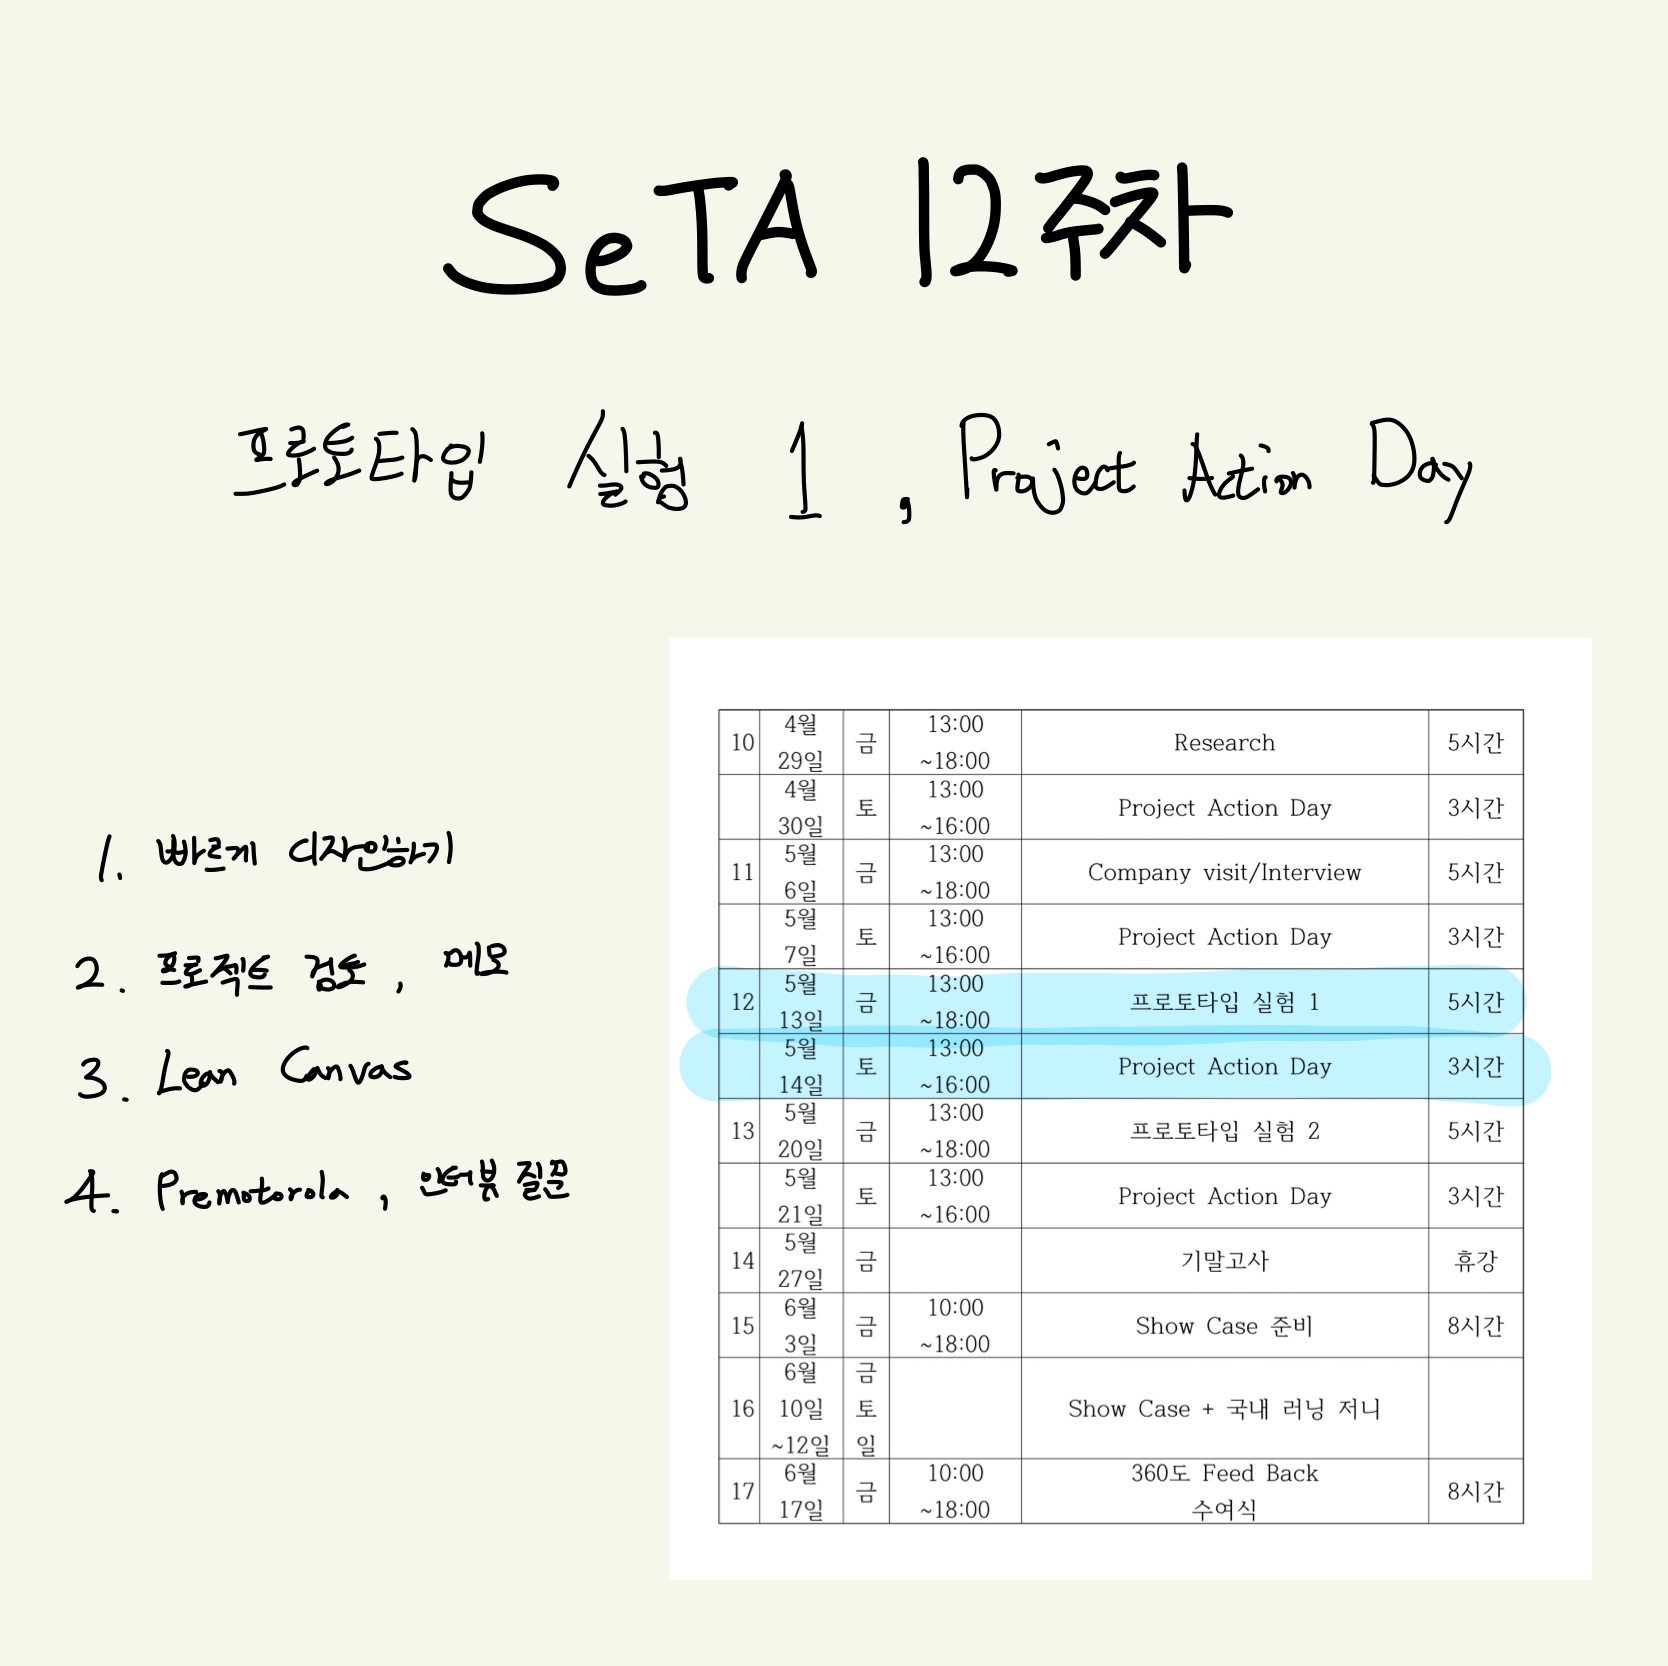 SeTA 12주차
프로토타입 실험 1, Project Action Day
1. 빠르게 디자인하기
2. 프로젝트 검토, 메모
3. Lean Canvas
4. Premotorola, 인터뷰 질문
10 4월 29일 금 13:00 ~18:00 Research 5시간
4월 30일 토 13:00 ~16:00 Project Action Day 3시간
11 5월 6일 금 13:00 ~18:00 Company visit/Interview 5시간
5월 7일 토 13:00 ~16:00 Project Action Day 3시간
12 5월 13일 금 13:00 ~18:00 프로토타입 실험 1 5시간
5월 14일 토 13:00 ~16:00 Project Action Day 3시간
13 5월 20일 금 13:00 ~18:00 프로토타입 실험 2 5시간
5월 21일 토 13:00 ~16:00 Project Action Day 3시간
14 5월 27일 금 기말고사 휴강
15 6월 3일 금 10:00 ~18:00 Show Case 준비 8시간
16 6월 10일 ~12일 금 토 일 Show Case + 국내 러닝 저니
17 6월 17일 금 10:00 ~18:00 360도 Feed Back 수여식 8시간